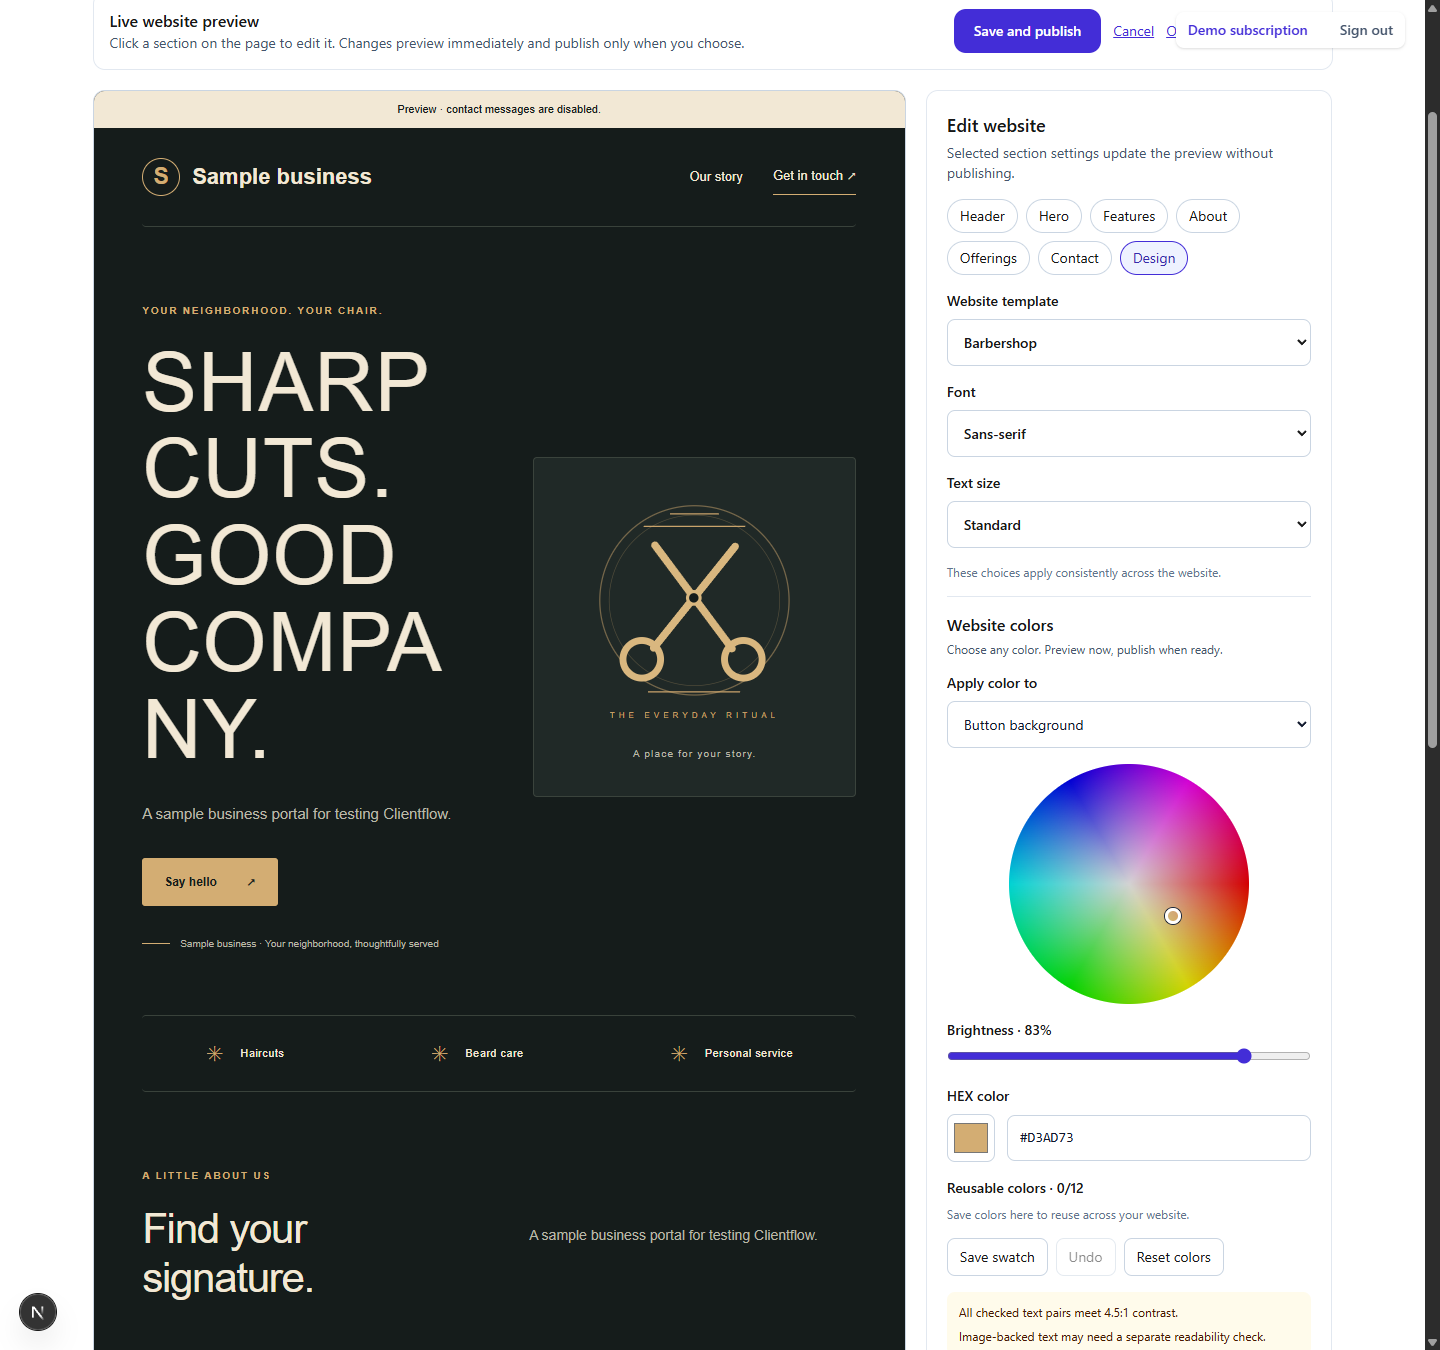 Live website preview
Click a section on the page to edit it. Changes preview immediately and publish only when you choose.
Save and publish
Cancel
O
Demo subscription
Sign out
Preview · contact messages are disabled.
S
Sample business
Our story
Get in touch ↗
YOUR NEIGHBORHOOD. YOUR CHAIR.
SHARP
CUTS.
GOOD
COMPA
NY.
THE EVERYDAY RITUAL
A place for your story.
A sample business portal for testing Clientflow.
Say hello ↗
Sample business · Your neighborhood, thoughtfully served
Haircuts
Beard care
Personal service
A LITTLE ABOUT US
Find your
signature.
A sample business portal for testing Clientflow.
N
Edit website
Selected section settings update the preview without
publishing.
Header
Hero
Features
About
Offerings
Contact
Design
Website template
Barbershop
Font
Sans-serif
Text size
Standard
These choices apply consistently across the website.
Website colors
Choose any color. Preview now, publish when ready.
Apply color to
Button background
Brightness · 83%
HEX color
#D3AD73
Reusable colors · 0/12
Save colors here to reuse across your website.
Save swatch
Undo
Reset colors
All checked text pairs meet 4.5:1 contrast.
Image-backed text may need a separate readability check.